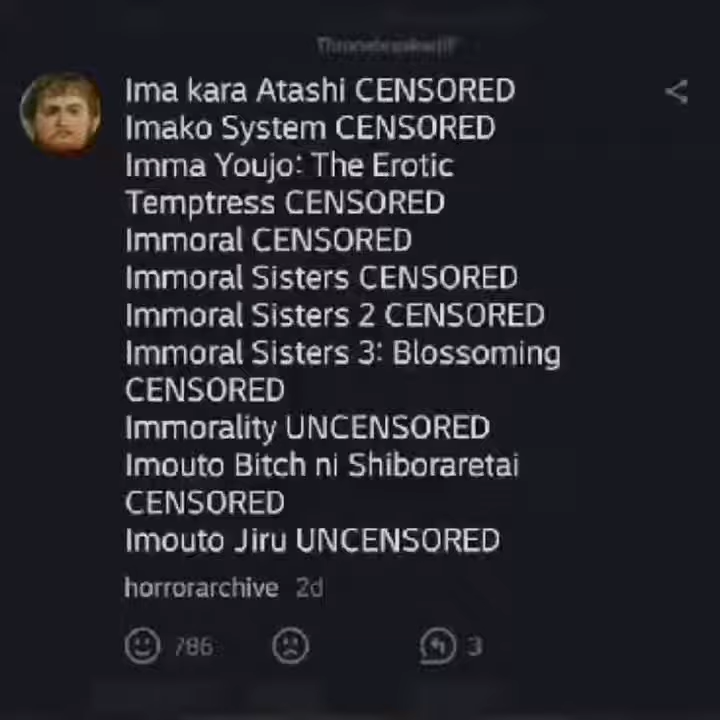 Ima kara Atashi CENSORED
Imako System CENSORED
Imma Youjo: The Erotic
Temptress CENSORED
Immoral CENSORED
Immoral Sisters CENSORED
Immoral Sisters 2 CENSORED
Immoral Sisters 3: Blossoming
CENSORED
Immorality UNCENSORED
Imouto Bitch ni Shiboraretai
CENSORED
Imouto Jiru UNCENSORED
horrorarchive 2d
786 3